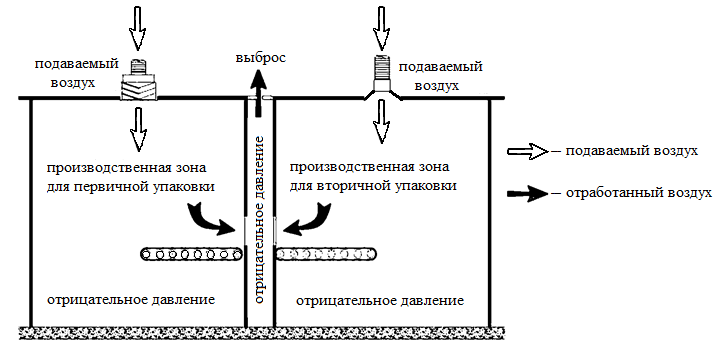 подаваемый
воздух
выброс
подаваемый
воздух
производственная зона
для первичной упаковки
отрицательное давление
производственная зона
для вторичной упаковки
отрицательное давление
отрицательное давление
– подаваемый воздух
– отработанный воздух